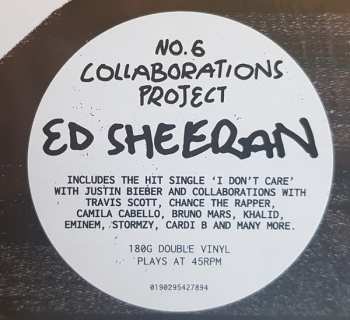 NO.6
COLLABORATIONS
PROJECT
ED SHEERAN
INCLUDES THE HIT SINGLE 'I DON'T CARE'
WITH JUSTIN BIEBER AND COLLABORATIONS WITH
TRAVIS SCOTT, CHANCE THE RAPPER,
CAMILA CABELLO, BRUNO MARS, KHALID,
EMINEM, STORMZY, CARDI B AND MANY MORE.
180G DOUBLE VINYL
PLAYS AT 45RPM
0190295427894